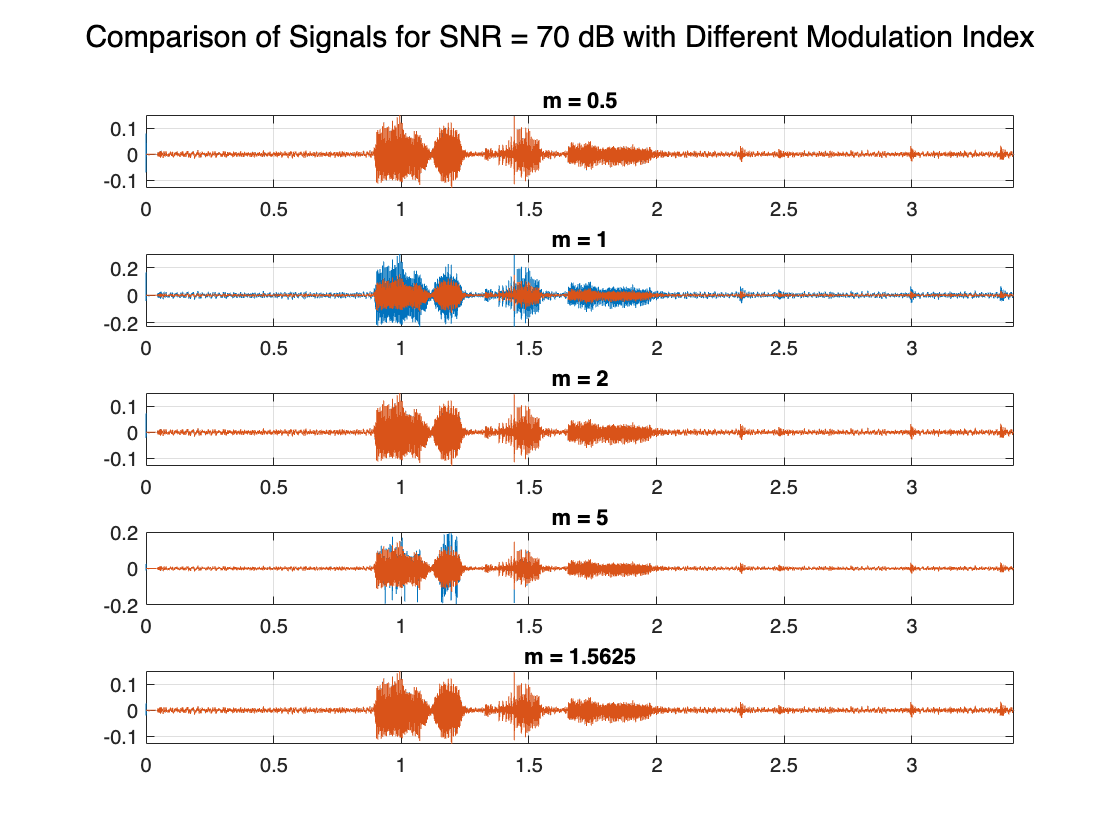 Comparison of Signals for SNR = 70 dB with Different Modulation Index
m = 0.5
0.1
0
-0.1
0 0.5 1 1.5 2 2.5 3
m = 1
0.2
0
-0.2
0 0.5 1 1.5 2 2.5 3
m = 2
0.1
0
-0.1
0 0.5 1 1.5 2 2.5 3
m = 5
0.2
0
-0.2
0 0.5 1 1.5 2 2.5 3
m = 1.5625
0.1
0
-0.1
0 0.5 1 1.5 2 2.5 3